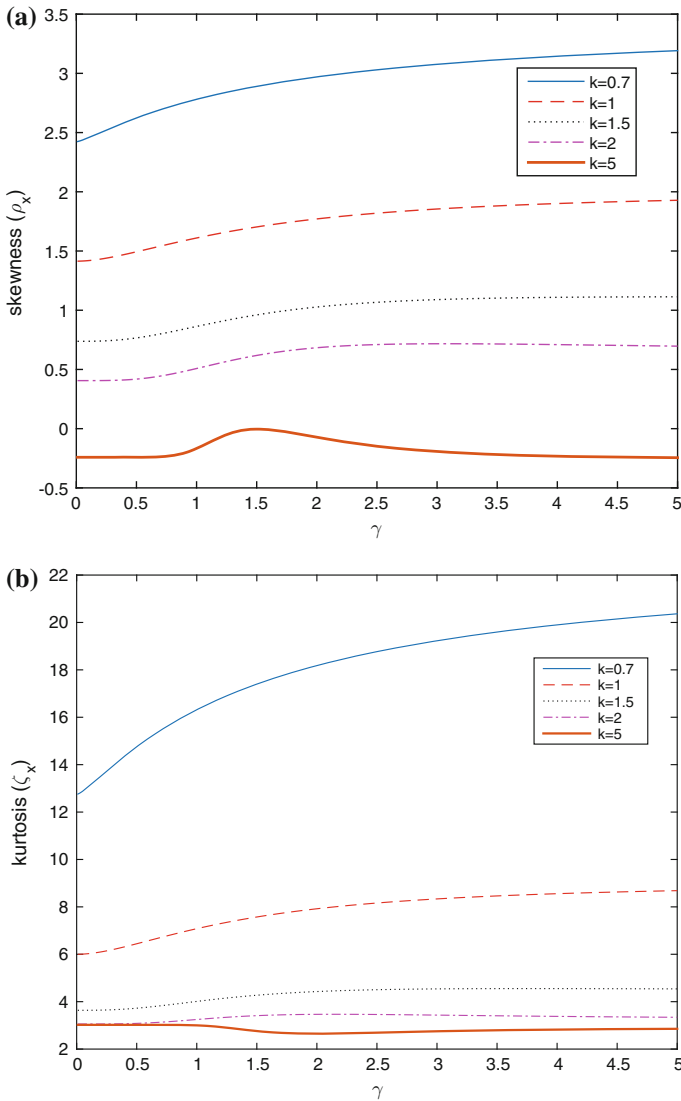 (a)
3.5
3
2.5
2
1.5
1
0.5
0
-0.5
skewness (ρx)
k=0.7
k=1
k=1.5
k=2
k=5
0 0.5 1 1.5 2 2.5 3 3.5 4 4.5 5
γ
(b)
22
20
18
16
14
12
10
8
6
4
2
kurtosis (ζx)
k=0.7
k=1
k=1.5
k=2
k=5
0 0.5 1 1.5 2 2.5 3 3.5 4 4.5 5
γ